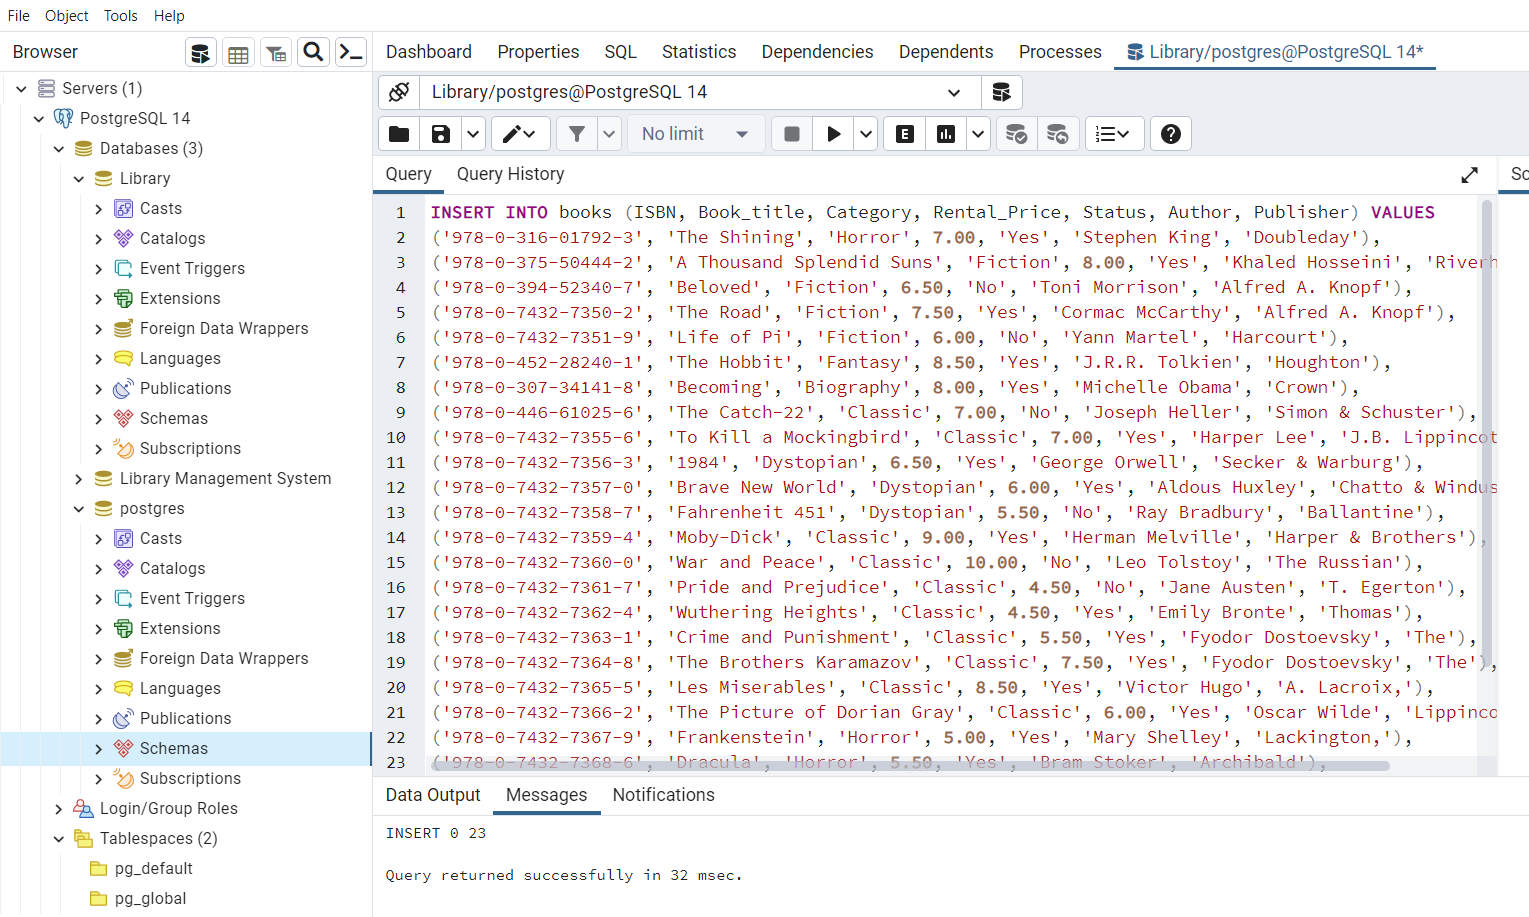 File Object Tools Help
Browser
Dashboard Properties SQL Statistics Dependencies Dependents Processes Library/postgres@PostgreSQL 14*
Servers (1)
PostgreSQL 14
Databases (3)
Library
Casts
Catalogs
Event Triggers
Extensions
Foreign Data Wrappers
Languages
Publications
Schemas
Subscriptions
Library Management System
postgres
Casts
Catalogs
Event Triggers
Extensions
Foreign Data Wrappers
Languages
Publications
Schemas
Subscriptions
Login/Group Roles
Tablespaces (2)
pg_default
pg_global
Library/postgres@PostgreSQL 14
No limit E
Query Query History Sc
1 INSERT INTO books (ISBN, Book_title, Category, Rental_Price, Status, Author, Publisher) VALUES
2 ('978-0-316-01792-3', 'The Shining', 'Horror', 7.00, 'Yes', 'Stephen King', 'Doubleday'),
3 ('978-0-375-50444-2', 'A Thousand Splendid Suns', 'Fiction', 8.00, 'Yes', 'Khaled Hosseini', 'Riverh
4 ('978-0-394-52340-7', 'Beloved', 'Fiction', 6.50, 'No', 'Toni Morrison', 'Alfred A. Knopf'),
5 ('978-0-7432-7350-2', 'The Road', 'Fiction', 7.50, 'Yes', 'Cormac McCarthy', 'Alfred A. Knopf'),
6 ('978-0-7432-7351-9', 'Life of Pi', 'Fiction', 6.00, 'No', 'Yann Martel', 'Harcourt'),
7 ('978-0-452-28240-1', 'The Hobbit', 'Fantasy', 8.50, 'Yes', 'J.R.R. Tolkien', 'Houghton'),
8 ('978-0-307-34141-8', 'Becoming', 'Biography', 8.00, 'Yes', 'Michelle Obama', 'Crown'),
9 ('978-0-446-61025-6', 'The Catch-22', 'Classic', 7.00, 'No', 'Joseph Heller', 'Simon & Schuster'),
10 ('978-0-7432-7355-6', 'To Kill a Mockingbird', 'Classic', 7.00, 'Yes', 'Harper Lee', 'J.B. Lippincot
11 ('978-0-7432-7356-3', '1984', 'Dystopian', 6.50, 'Yes', 'George Orwell', 'Secker & Warburg'),
12 ('978-0-7432-7357-0', 'Brave New World', 'Dystopian', 6.00, 'Yes', 'Aldous Huxley', 'Chatto & Windus
13 ('978-0-7432-7358-7', 'Fahrenheit 451', 'Dystopian', 5.50, 'No', 'Ray Bradbury', 'Ballantine'),
14 ('978-0-7432-7359-4', 'Moby-Dick', 'Classic', 9.00, 'Yes', 'Herman Melville', 'Harper & Brothers'),
15 ('978-0-7432-7360-0', 'War and Peace', 'Classic', 10.00, 'No', 'Leo Tolstoy', 'The Russian'),
16 ('978-0-7432-7361-7', 'Pride and Prejudice', 'Classic', 4.50, 'No', 'Jane Austen', 'T. Egerton'),
17 ('978-0-7432-7362-4', 'Wuthering Heights', 'Classic', 4.50, 'Yes', 'Emily Bronte', 'Thomas'),
18 ('978-0-7432-7363-1', 'Crime and Punishment', 'Classic', 5.50, 'Yes', 'Fyodor Dostoevsky', 'The'),
19 ('978-0-7432-7364-8', 'The Brothers Karamazov', 'Classic', 7.50, 'Yes', 'Fyodor Dostoevsky', 'The'),
20 ('978-0-7432-7365-5', 'Les Miserables', 'Classic', 8.50, 'Yes', 'Victor Hugo', 'A. Lacroix,'),
21 ('978-0-7432-7366-2', 'The Picture of Dorian Gray', 'Classic', 6.00, 'Yes', 'Oscar Wilde', 'Lippinco
22 ('978-0-7432-7367-9', 'Frankenstein', 'Horror', 5.00, 'Yes', 'Mary Shelley', 'Lackington,'),
23 ('978-0-7432-7368-6', 'Dracula', 'Horror', 5.50, 'Yes', 'Bram Stoker', 'Archibald'),
Data Output Messages Notifications
INSERT 0 23
Query returned successfully in 32 msec.